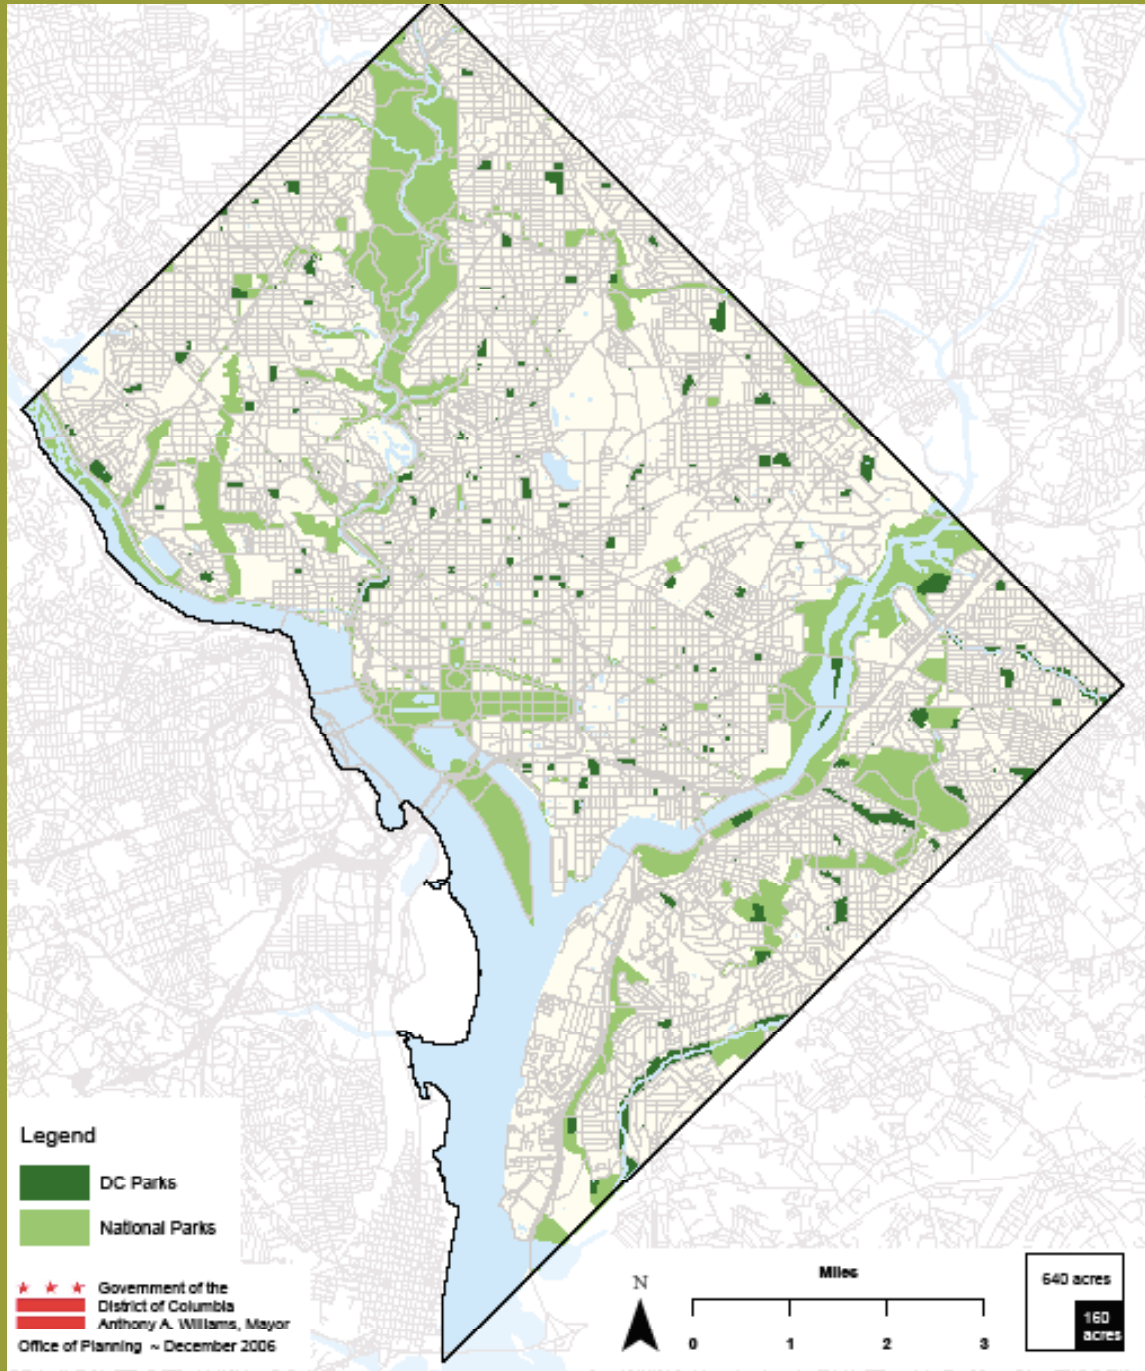 Legend
DC Parks
National Parks
Government of the
District of Columbia
Anthony A. Williams, Mayor
Office of Planning ~ December 2006
N
Miles
0 1 2 3
640 acres
160
acres